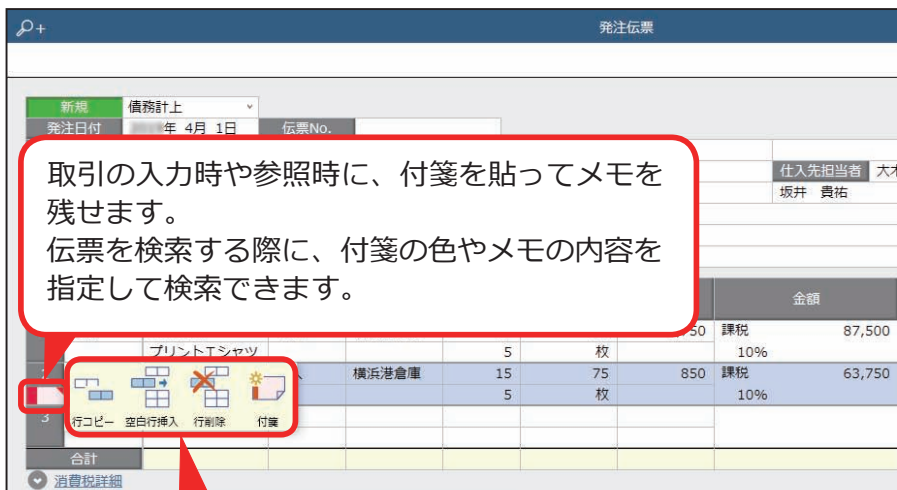 発注伝票
新規 債務計上
発注日付 年 4月 1日 伝票No.
取引の入力時や参照時に、付箋を貼ってメモを
残せます。
伝票を検索する際に、付箋の色やメモの内容を
指定して検索できます。
仕入先担当者
坂井 貴祐
金額
課税 87,500
プリントTシャツ 5 枚 10%
2 横浜港倉庫 15 75 850 課税 63,750
5 枚 10%
3
行コピー 空白行挿入 行削除 付箋
合計
消費税詳細